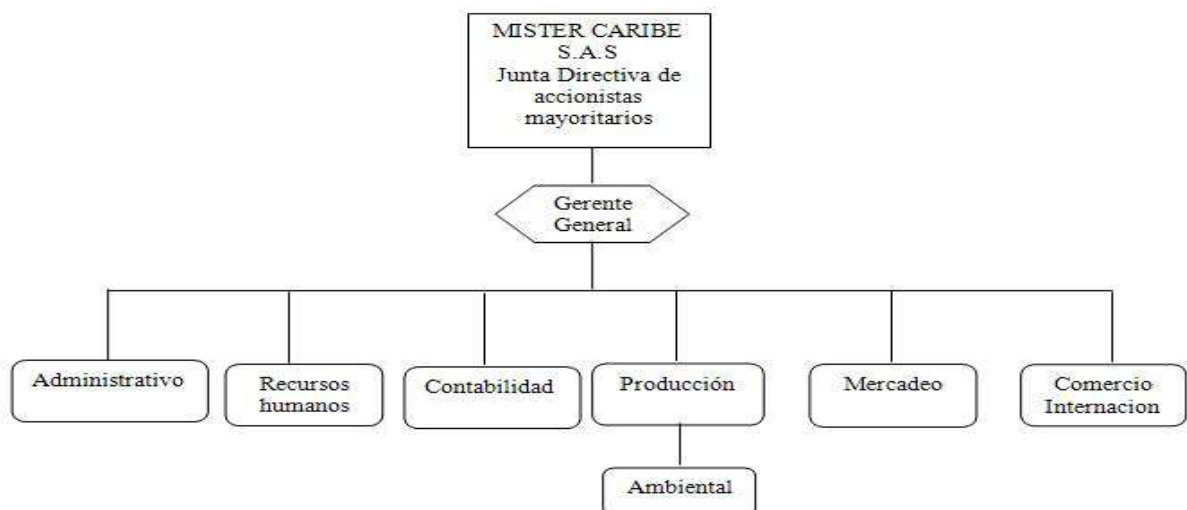 MISTER CARIBE
S.A.S
Junta Directiva de
accionistas
mayoritarios
Gerente
General
Administrativo
Recursos
humanos
Contabilidad
Producción
Mercadeo
Comercio
Internacion
Ambiental